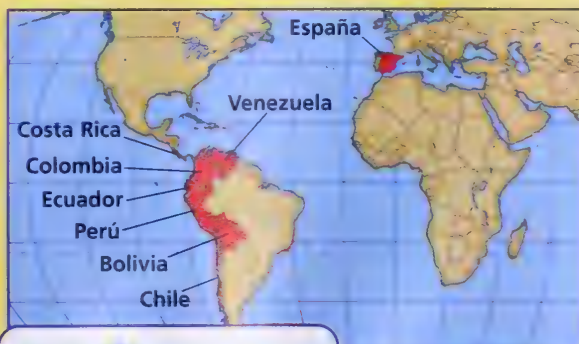 España
Venezuela
Costa Rica
Colombia
Ecuador
Perú
Bolivia
Chile